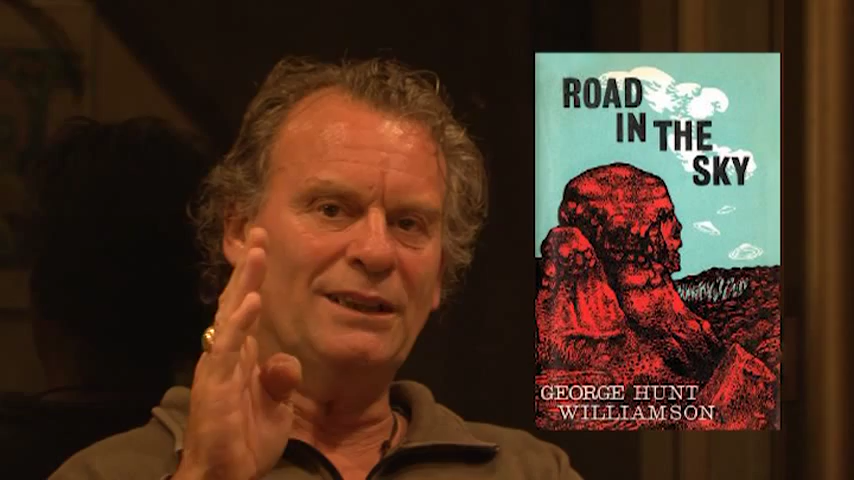 ROAD
IN THE
SKY
GEORGE HUNT
WILLIAMSON